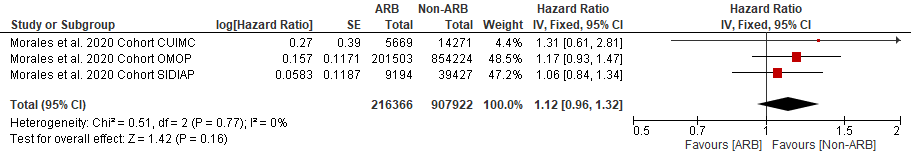 ARB Non-ARB Hazard Ratio Hazard Ratio
Study or Subgroup log[Hazard Ratio] SE Total Total Weight IV, Fixed, 95% CI IV, Fixed, 95% CI
Morales et al. 2020 Cohort CUIMC 0.27 0.39 5669 14271 4.4% 1.31 [0.61, 2.81]
Morales et al. 2020 Cohort OMOP 0.157 0.1171 201503 854224 48.5% 1.17 [0.93, 1.47]
Morales et al. 2020 Cohort SIDIAP 0.0583 0.1187 9194 39427 47.2% 1.06 [0.84, 1.34]
Total (95% CI) 216366 907922 100.0% 1.12 [0.96, 1.32]
Heterogeneity: Chi² = 0.51, df = 2 (P = 0.77); I² = 0%
Test for overall effect: Z = 1.42 (P = 0.16)
0.5 0.7 1 1.5 2
Favours [ARB] Favours [Non-ARB]